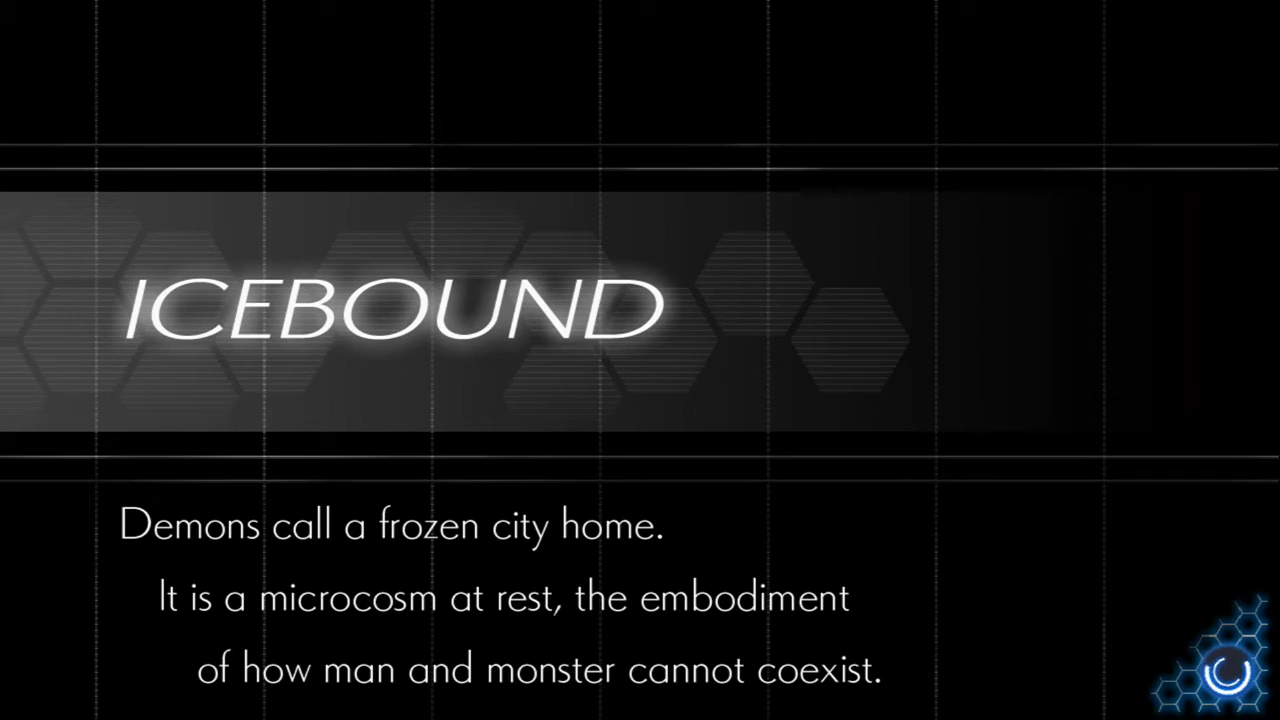 ICEBOUND
Demons call a frozen city home.
It is a microcosm at rest, the embodiment
of how man and monster cannot coexist.